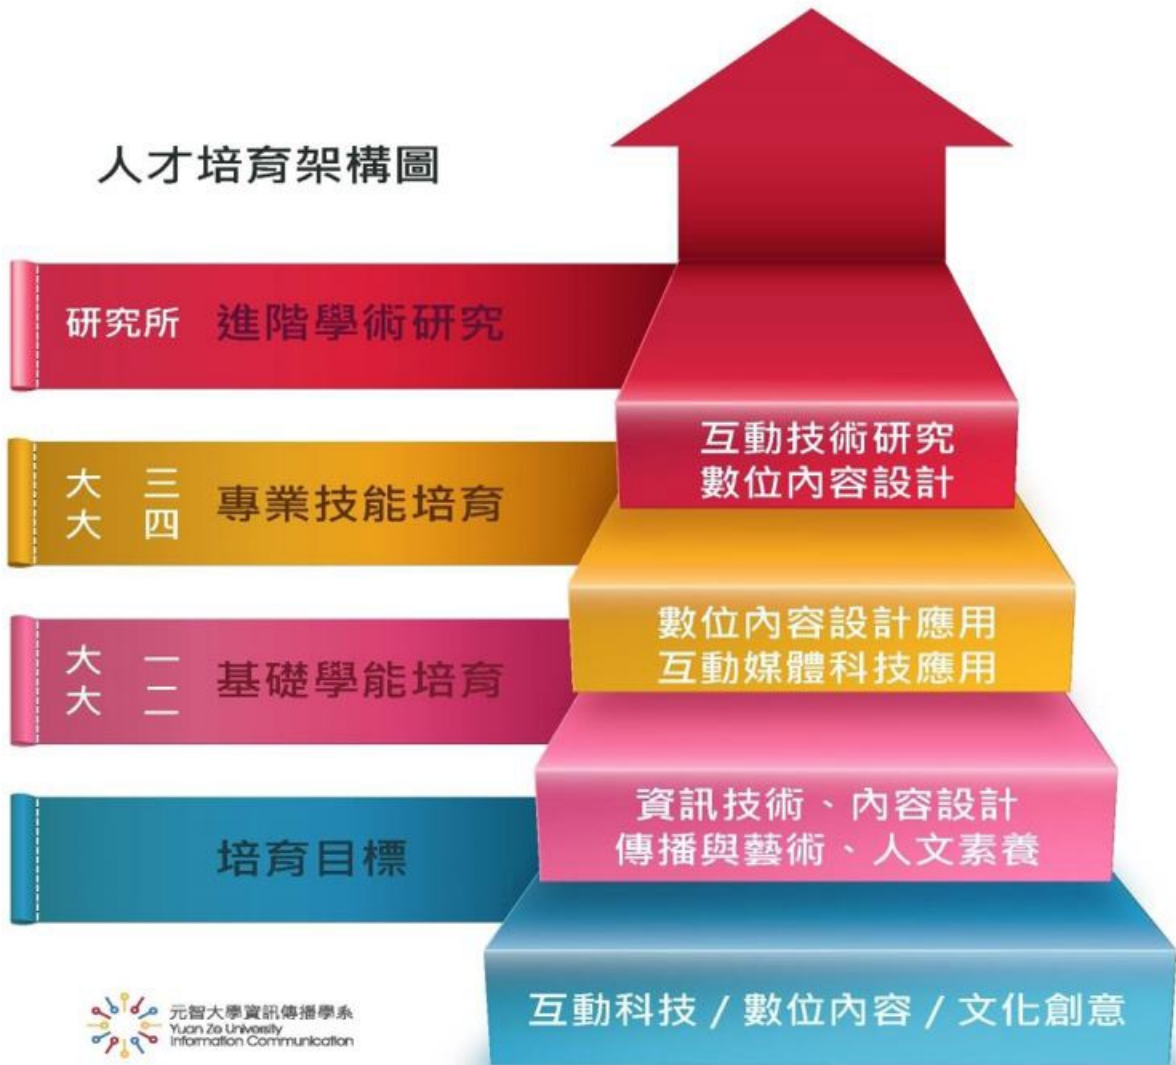 人才培育架構圖
研究所 進階學術研究
互動技術研究
數位內容設計
大 三
大 四
專業技能培育
數位內容設計應用
互動媒體科技應用
大 一
大 二
基礎學能培育
資訊技術、內容設計
傳播與藝術、人文素養
培育目標
互動科技 / 數位內容 / 文化創意
元智大學資訊傳播學系
Yuan Ze University
Information Communication